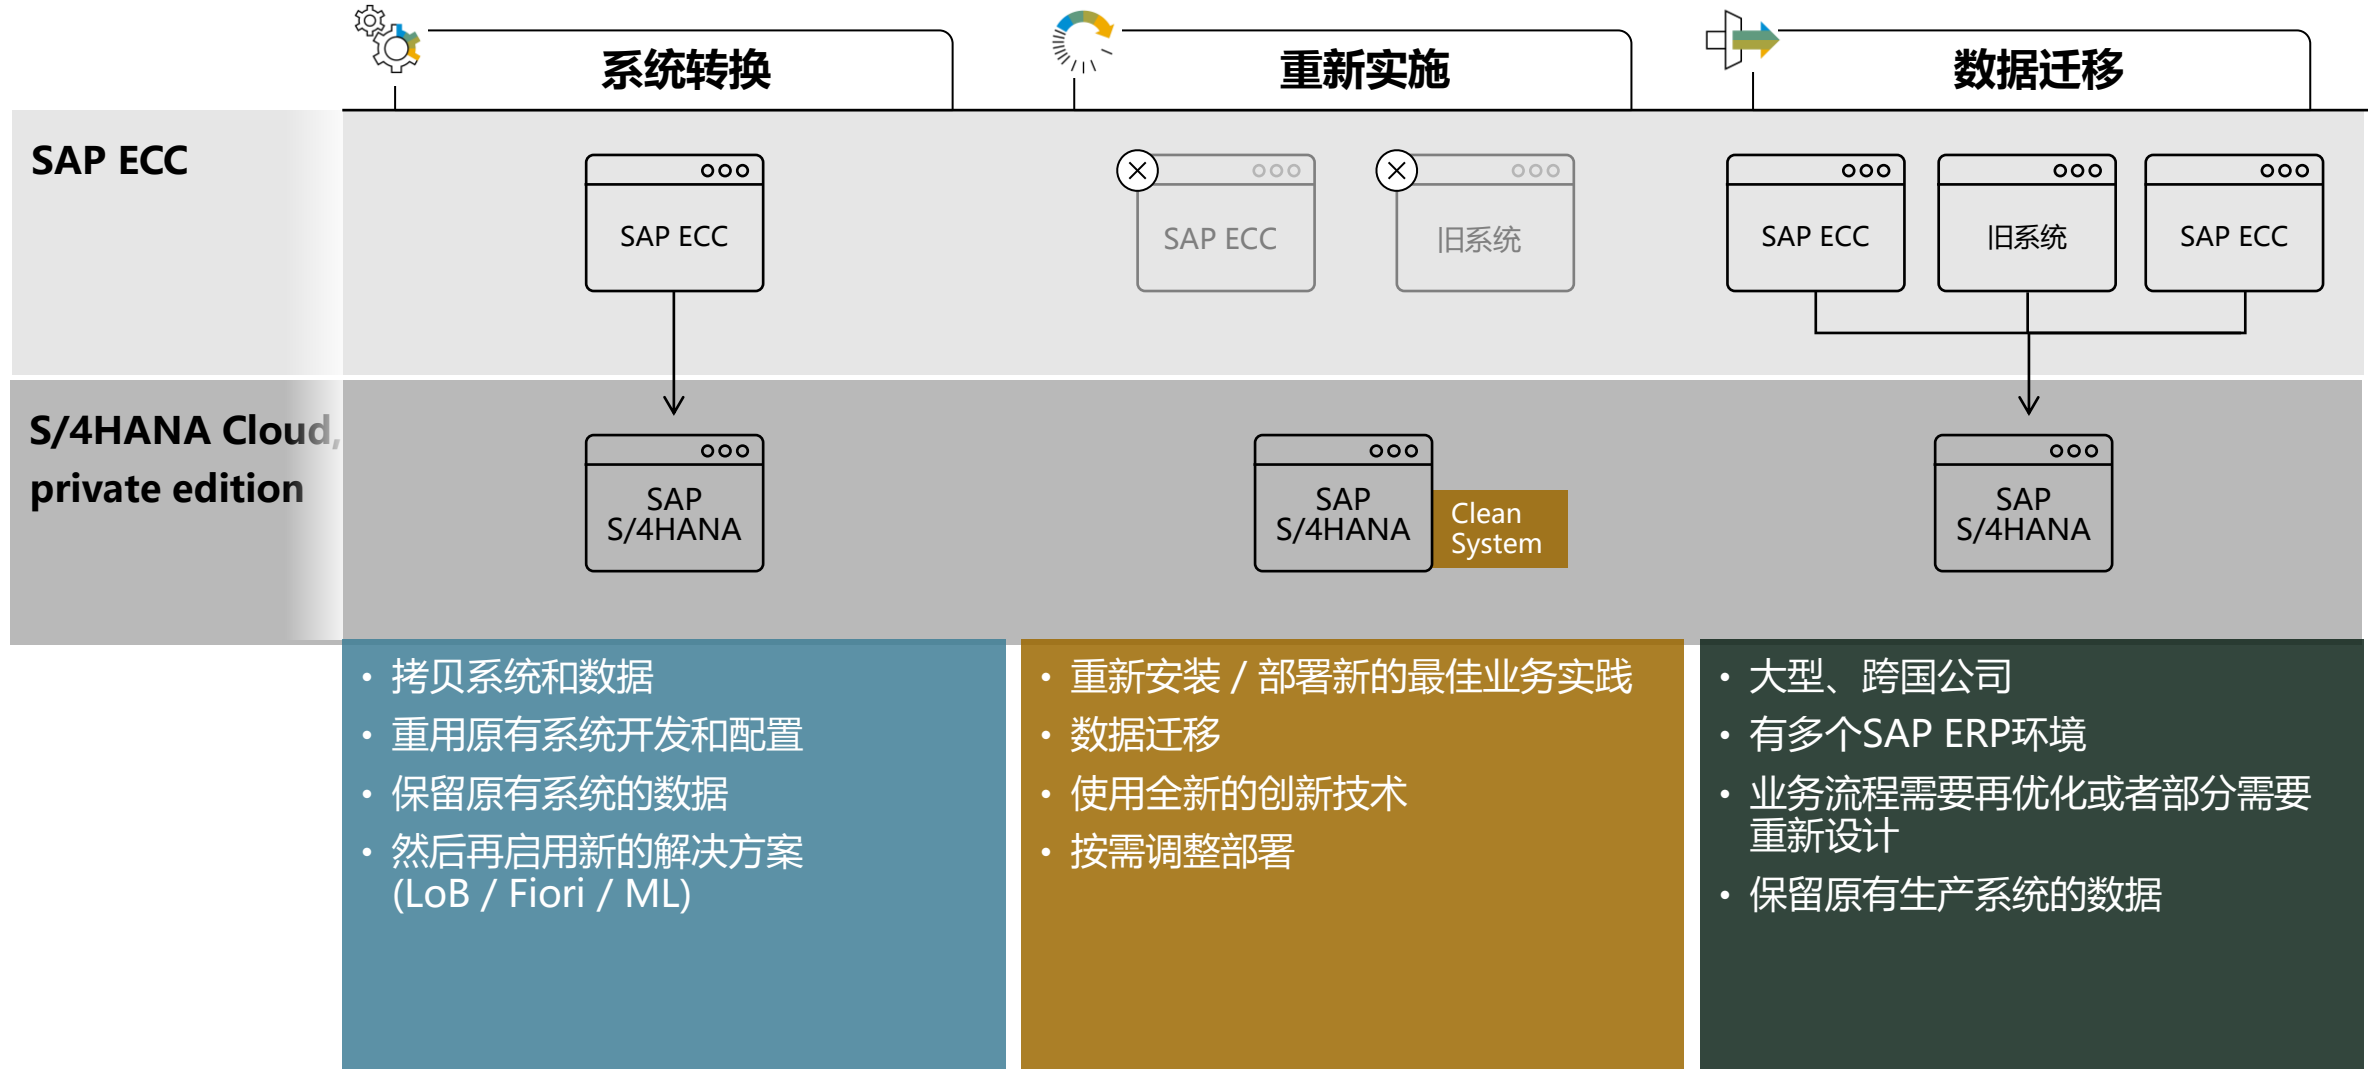 系统转换
重新实施
数据迁移
SAP ECC
SAP ECC
SAP ECC
旧系统
SAP ECC
旧系统
SAP ECC
S/4HANA Cloud,
private edition
SAP
S/4HANA
SAP
S/4HANA
Clean
System
SAP
S/4HANA
• 拷贝系统和数据
• 重用原有系统开发和配置
• 保留原有系统的数据
• 然后再启用新的解决方案
(LoB / Fiori / ML)
• 重新安装 / 部署新的最佳业务实践
• 数据迁移
• 使用全新的创新技术
• 按需调整部署
• 大型、跨国公司
• 有多个SAP ERP环境
• 业务流程需要再优化或者部分需要
重新设计
• 保留原有生产系统的数据